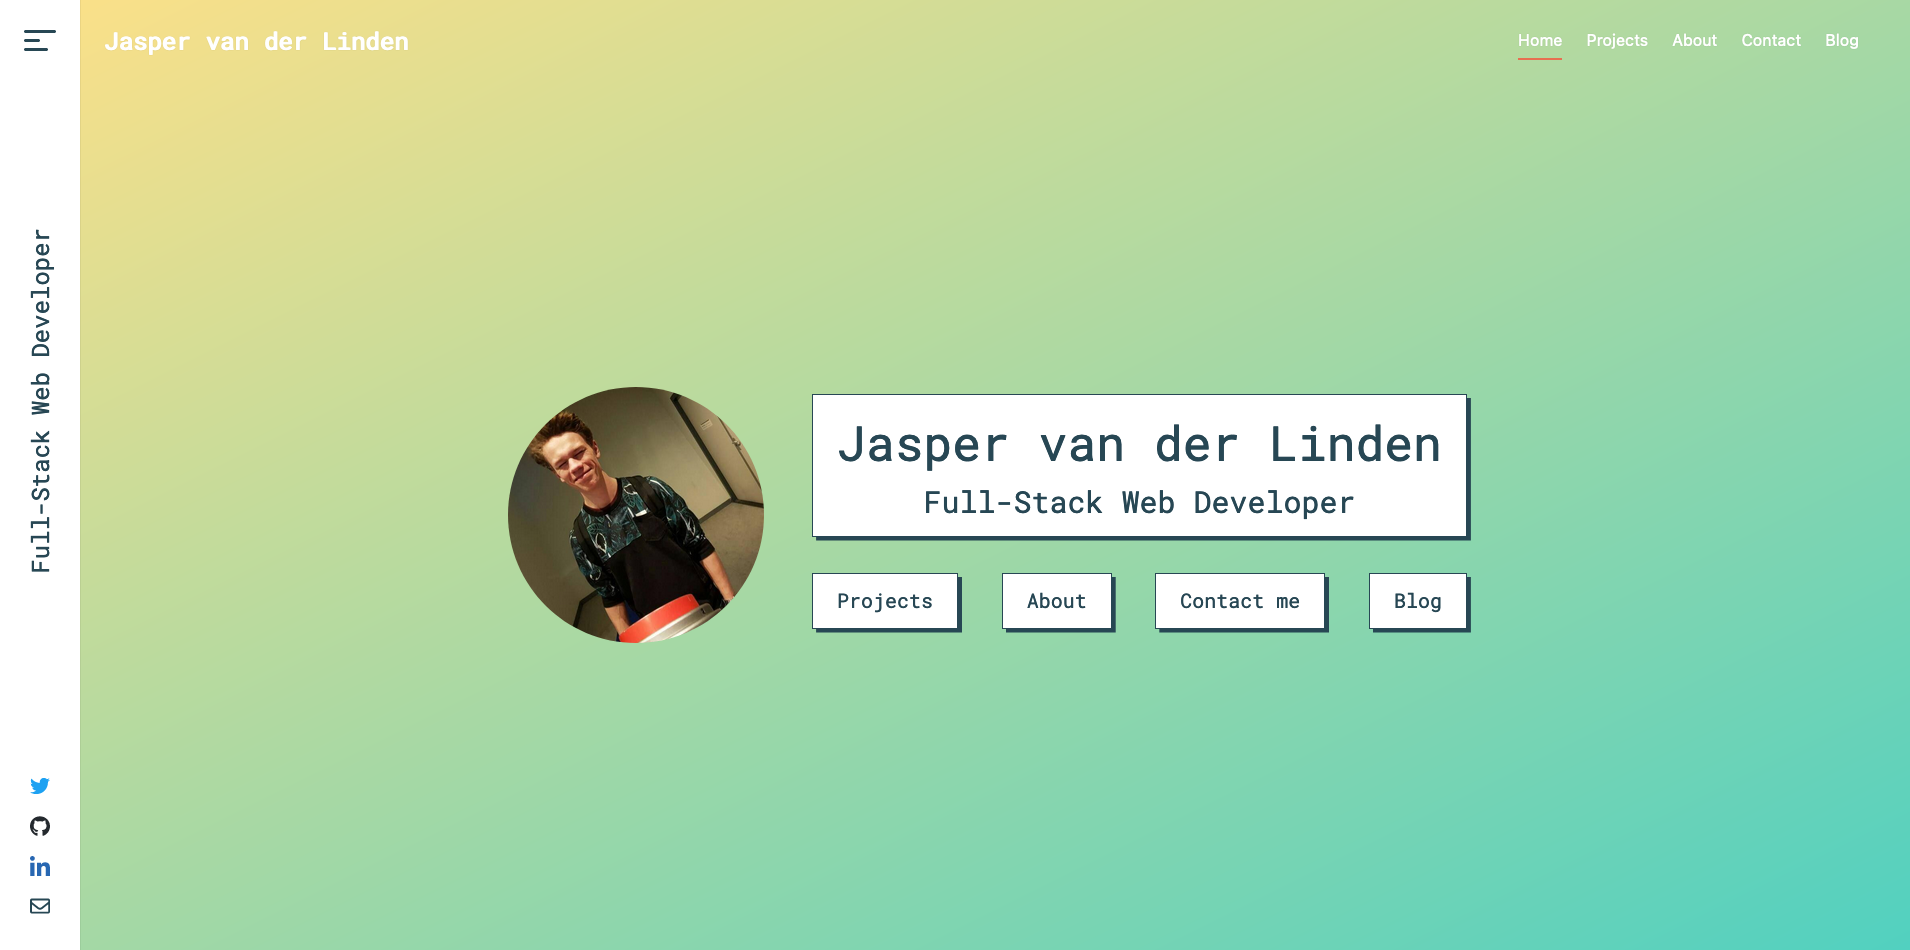 Jasper van der Linden
Home Projects About Contact Blog
Full-Stack Web Developer
Jasper van der Linden
Full-Stack Web Developer
Projects About Contact me Blog
in